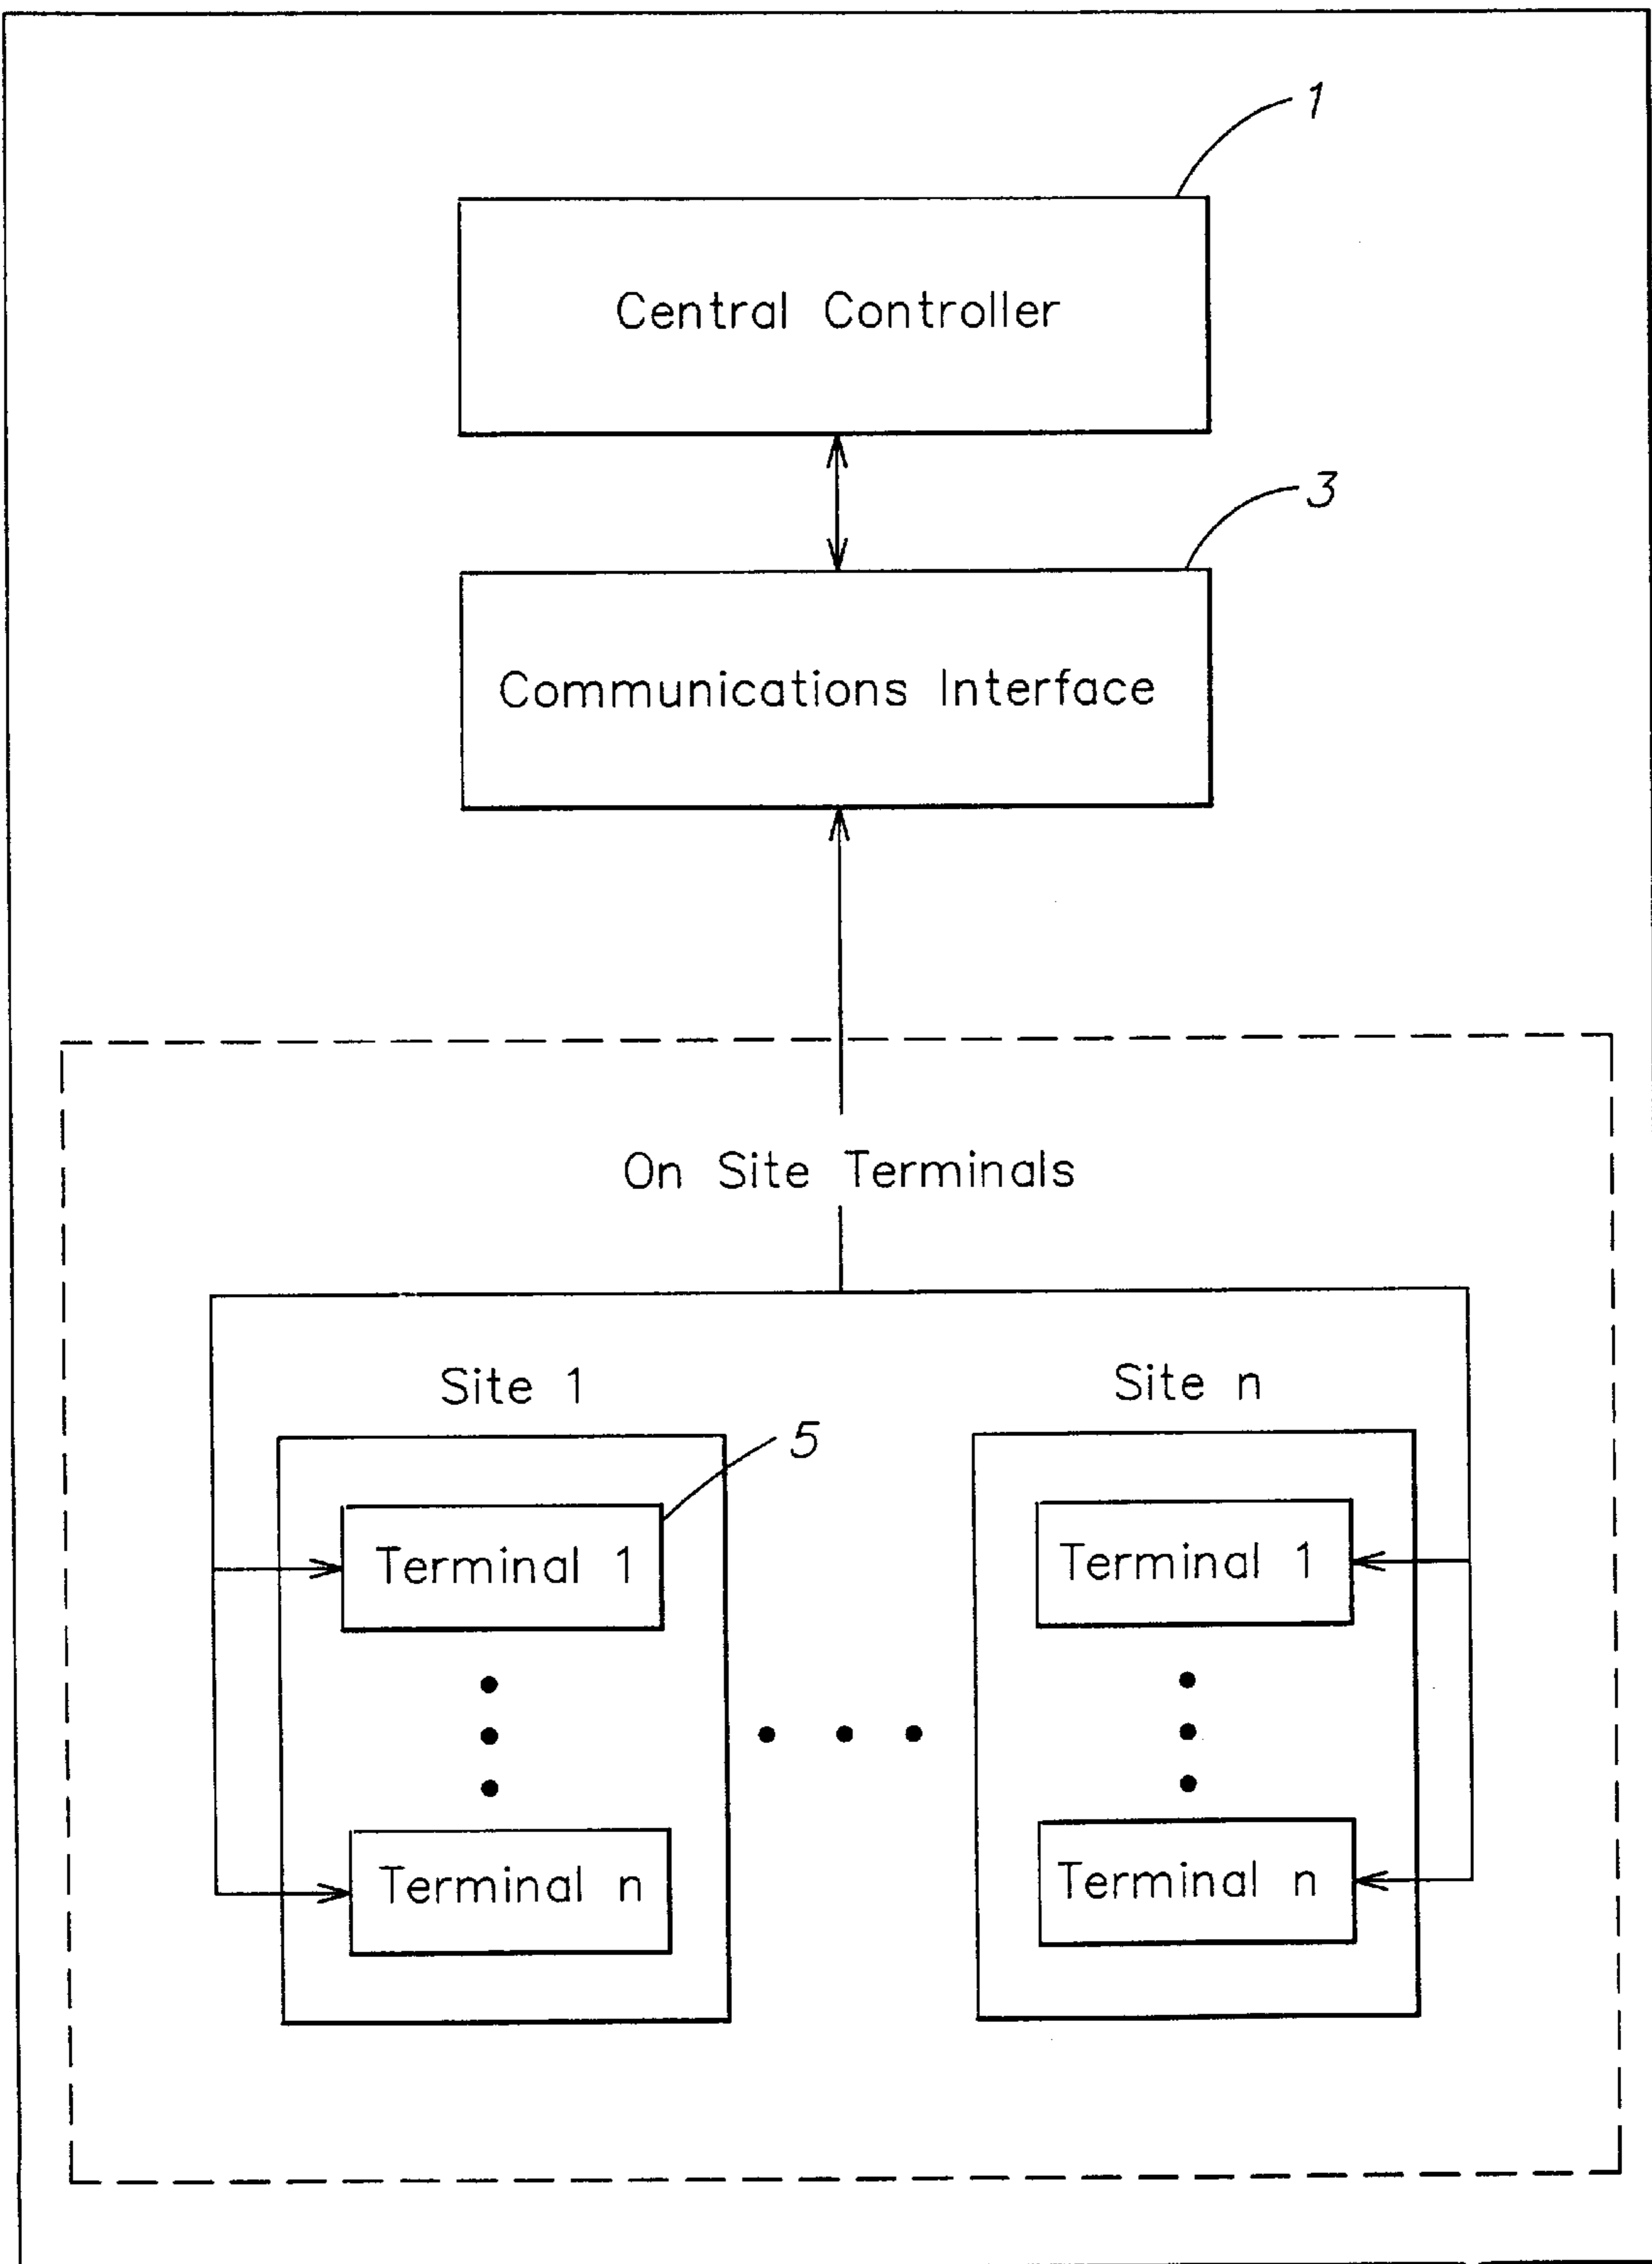 1
Central Controller
3
Communications Interface
On Site Terminals
Site 1
Site n
5
Terminal 1
Terminal 1
Terminal n
Terminal n